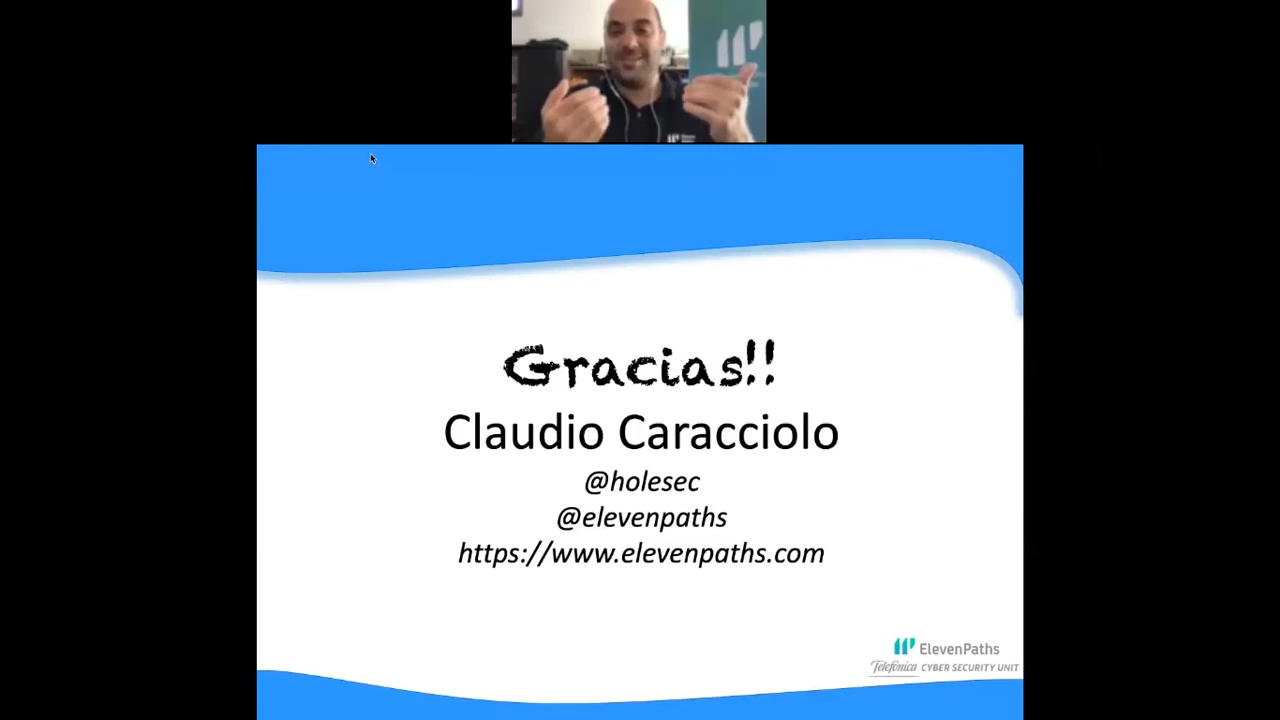 Gracias!!
Claudio Caracciolo
@holesec
@elevenpaths
https://www.elevenpaths.com
ElevenPaths
Telefónica CYBER SECURITY UNIT